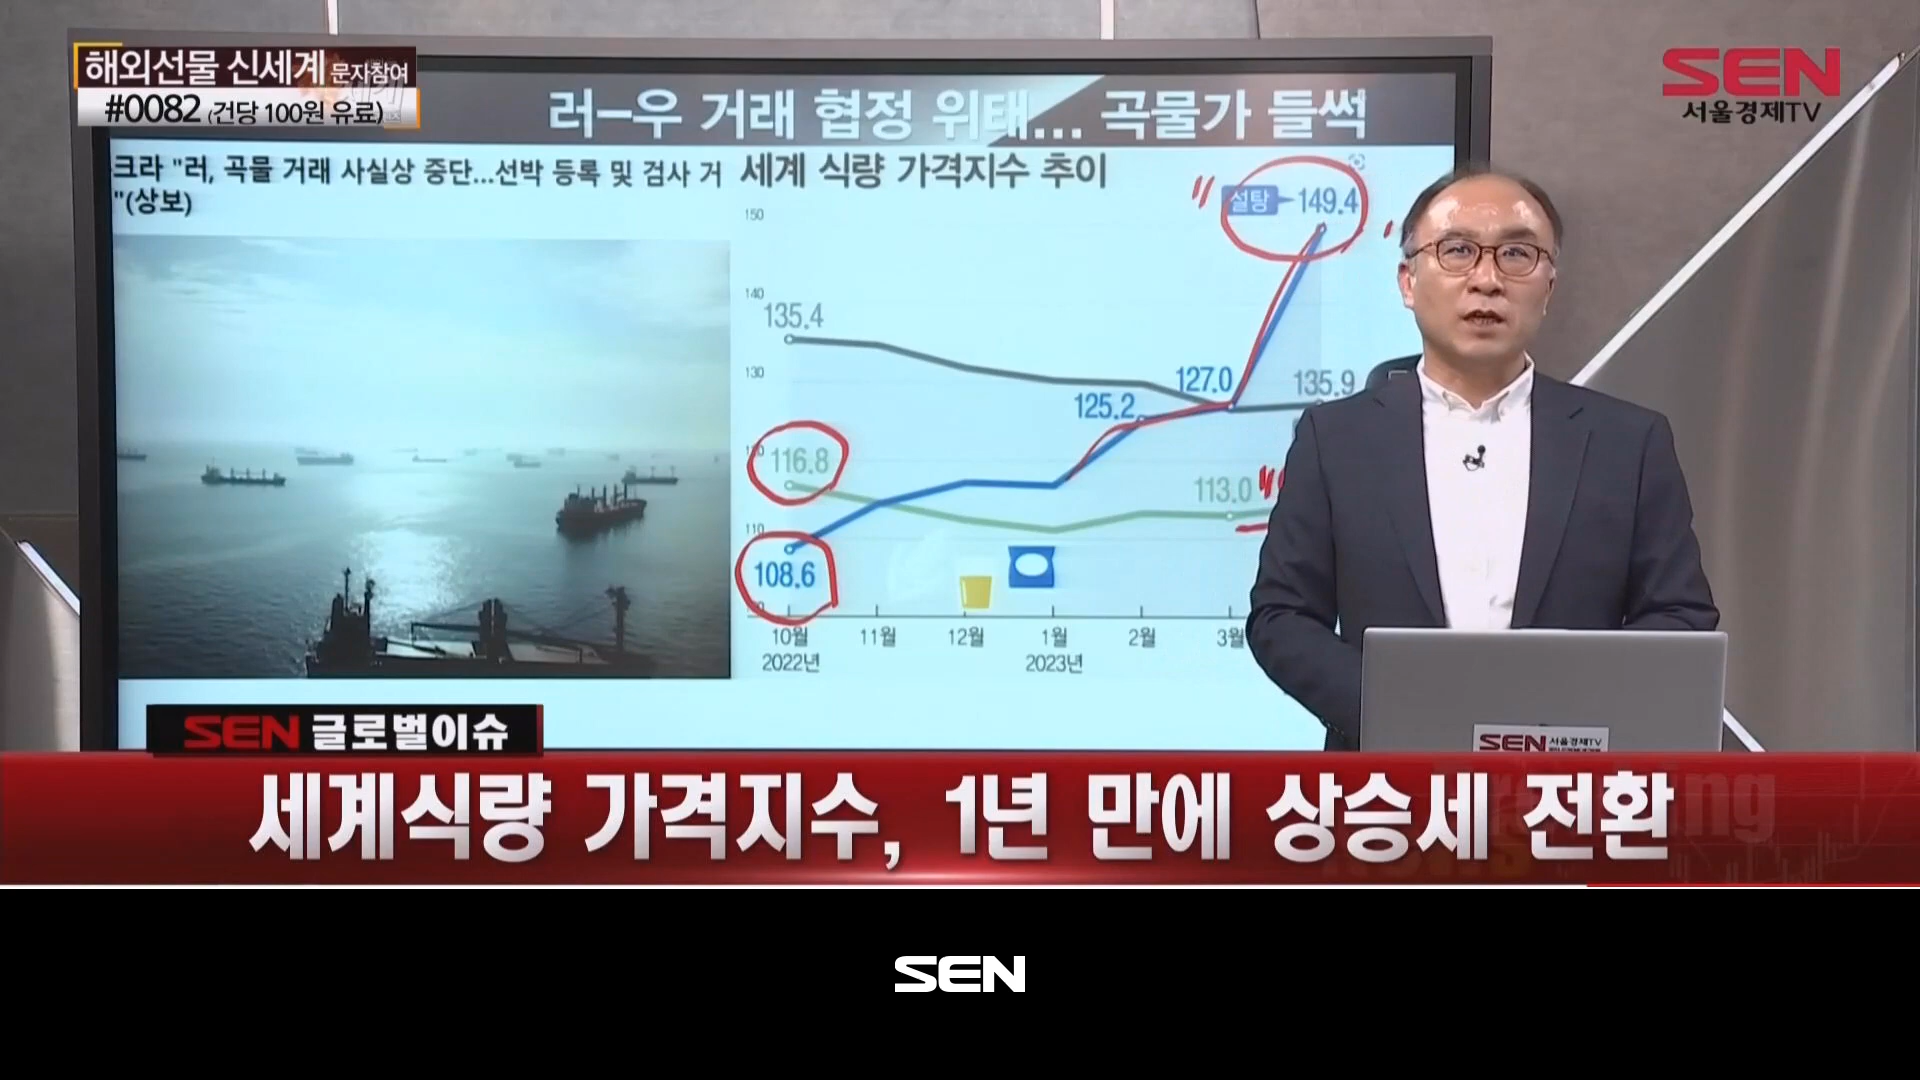 해외선물 신세계 문자참여
#0082 (건당 100원 유료)
SEN
서울경제TV
러-우 거래 협정 위태... 곡물가 들썩
크라 "러, 곡물 거래 사실상 중단...선박 등록 및 검사 거
"(상보)
세계 식량 가격지수 추이
설탕 149.4
150
140
135.4
130
127.0
135.9
125.2
116.8
113.0
110
108.6
10월 11월 12월 1월 2월 3월
2022년 2023년
SEN 글로벌이슈
SEN 서울경제TV
세계식량 가격지수, 1년 만에 상승세 전환
SEN